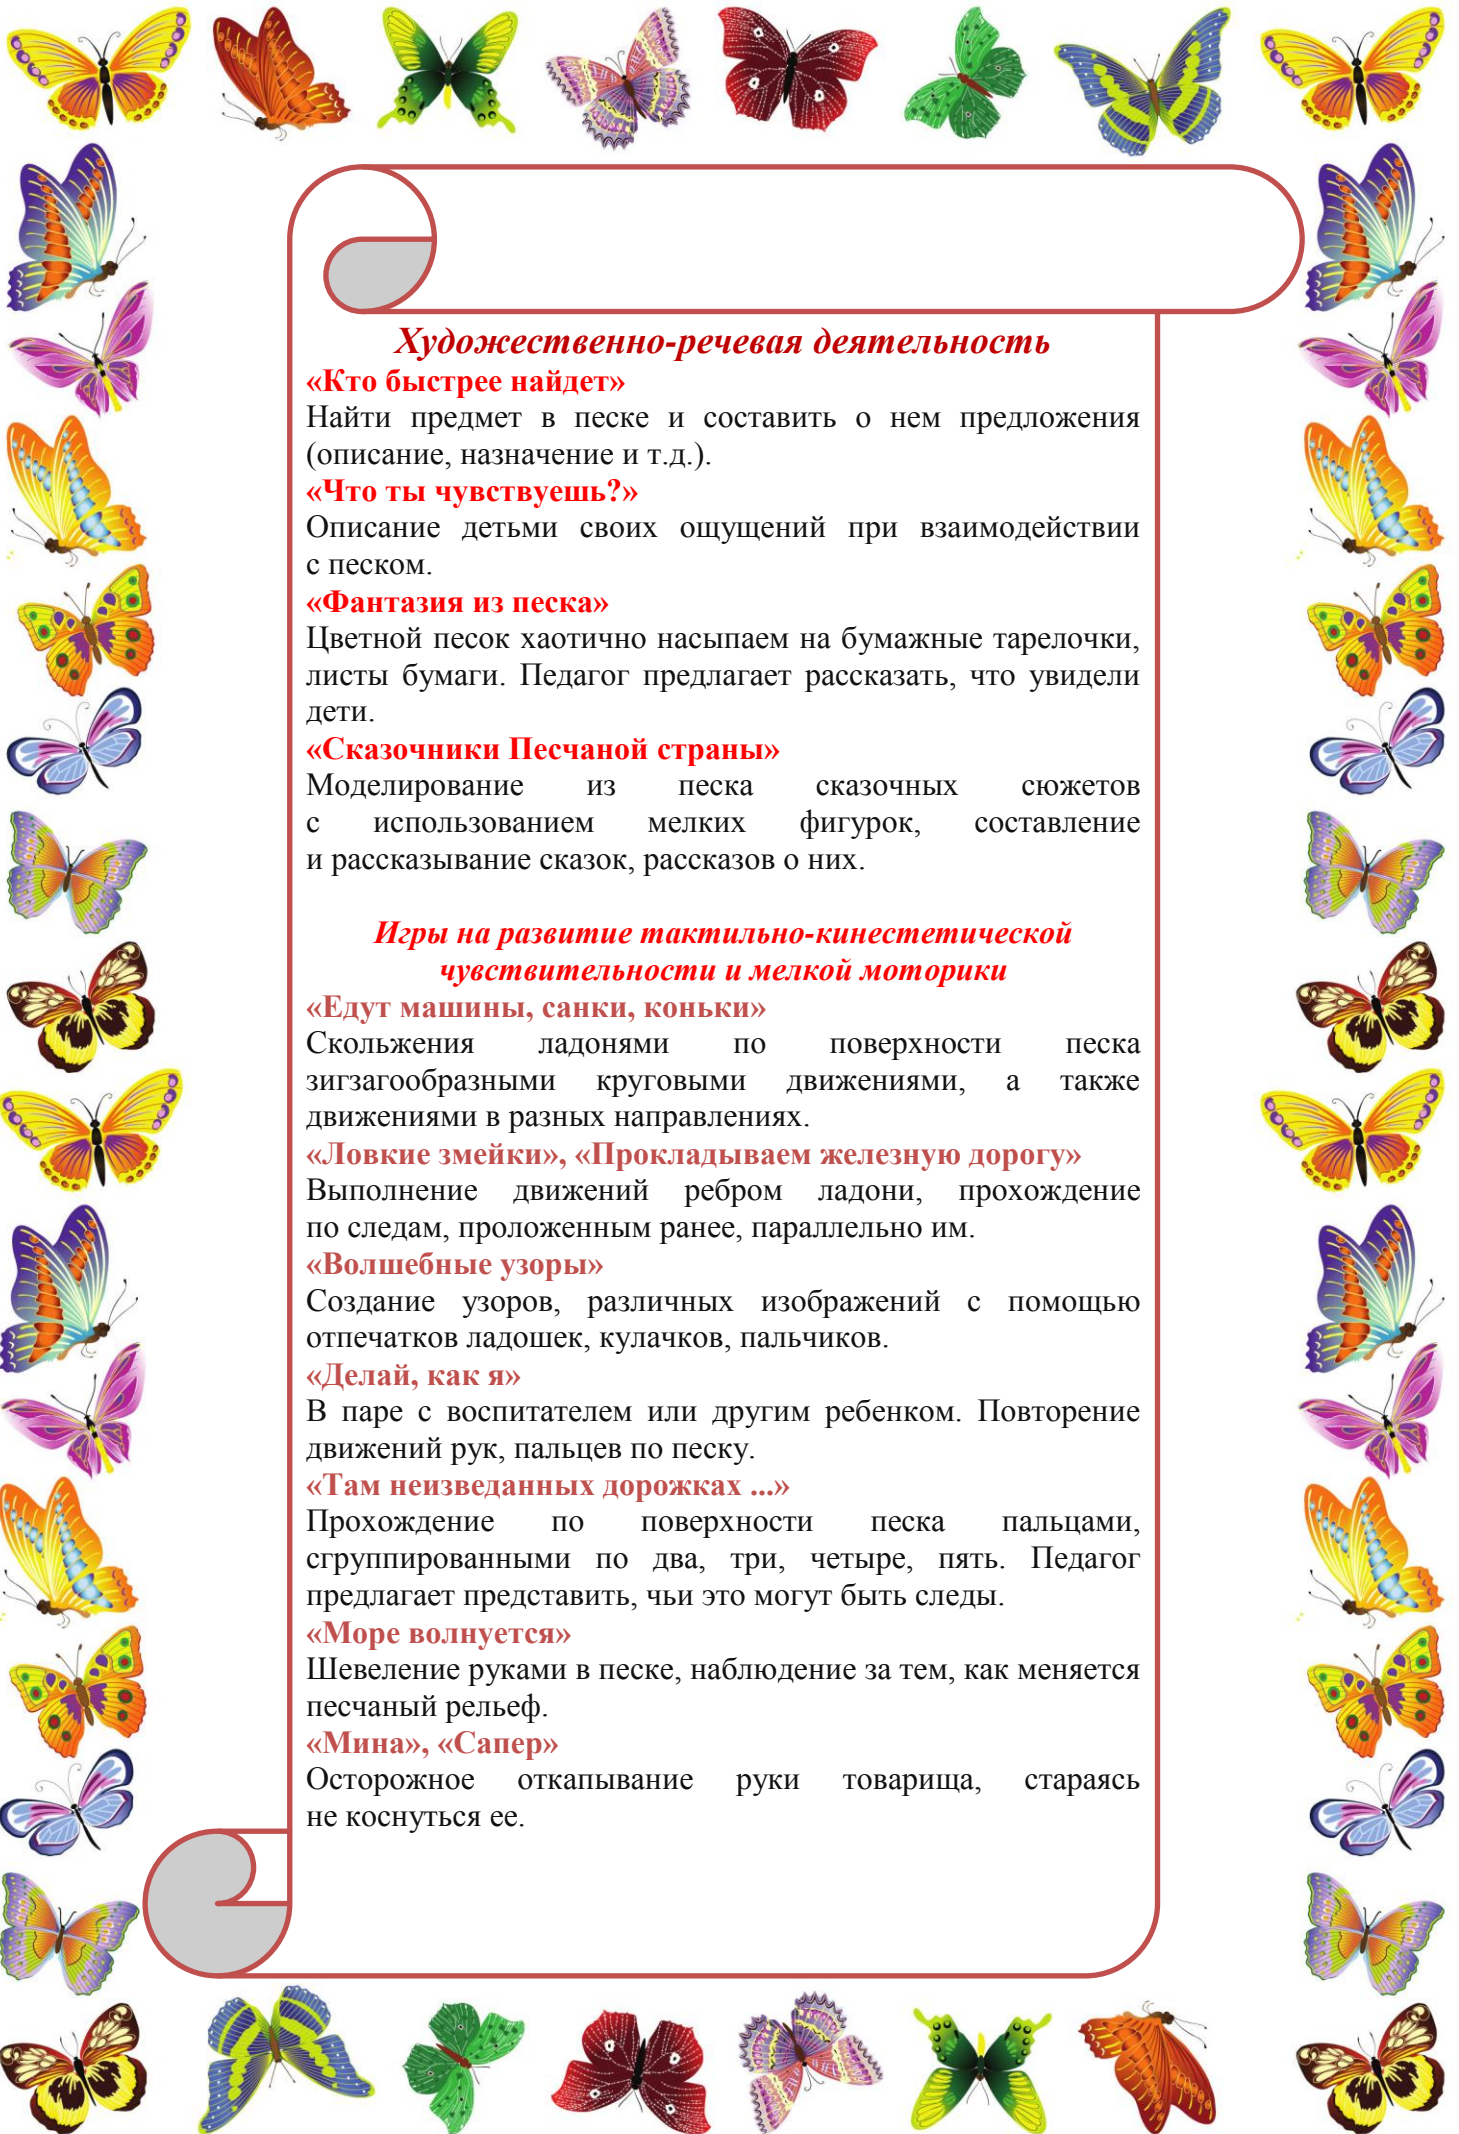 Художественно-речевая деятельность
«Кто быстрее найдет»
Найти предмет в песке и составить о нем предложения
(описание, назначение и т.д.).
«Что ты чувствуешь?»
Описание детьми своих ощущений при взаимодействии
с песком.
«Фантазия из песка»
Цветной песок хаотично насыпаем на бумажные тарелочки,
листы бумаги. Педагог предлагает рассказать, что увидели
дети.
«Сказочники Песчаной страны»
Моделирование из песка сказочных сюжетов
с использованием мелких фигурок, составление
и рассказывание сказок, рассказов о них.
Игры на развитие тактильно-кинестетической
чувствительности и мелкой моторики
«Едут машины, санки, коньки»
Скольжения ладонями по поверхности песка
зигзагообразными круговыми движениями, а также
движениями в разных направлениях.
«Ловкие змейки», «Прокладываем железную дорогу»
Выполнение движений ребром ладони, прохождение
по следам, проложенным ранее, параллельно им.
«Волшебные узоры»
Создание узоров, различных изображений с помощью
отпечатков ладошек, кулачков, пальчиков.
«Делай, как я»
В паре с воспитателем или другим ребенком. Повторение
движений рук, пальцев по песку.
«Там неизведанных дорожках ...»
Прохождение по поверхности песка пальцами,
сгруппированными по два, три, четыре, пять. Педагог
предлагает представить, чьи это могут быть следы.
«Море волнуется»
Шевеление руками в песке, наблюдение за тем, как меняется
песчаный рельеф.
«Мина», «Сапер»
Осторожное откапывание руки товарища, стараясь
не коснуться ее.